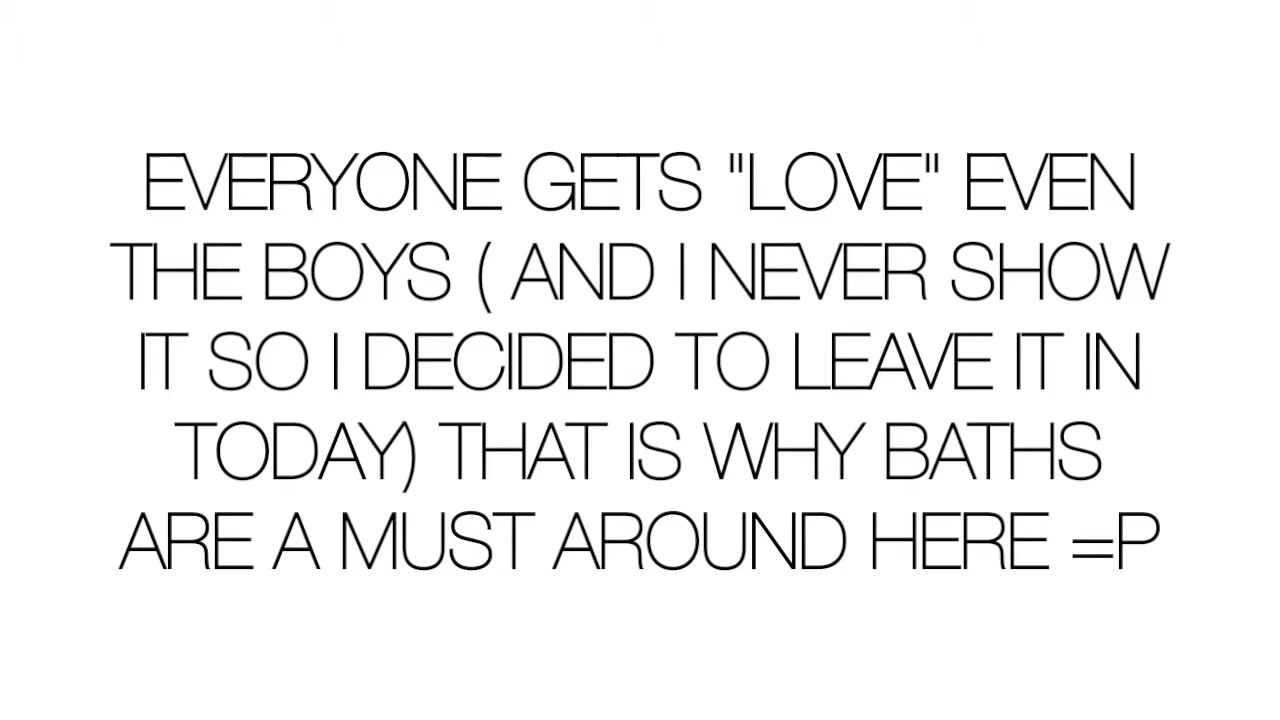 EVERYONE GETS "LOVE" EVEN
THE BOYS ( AND I NEVER SHOW
IT SO I DECIDED TO LEAVE IT IN
TODAY) THAT IS WHY BATHS
ARE A MUST AROUND HERE =P